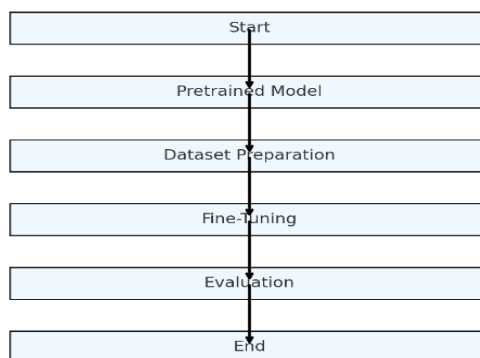 Start
Pretrained Model
Dataset Preparation
Fine-Tuning
Evaluation
End